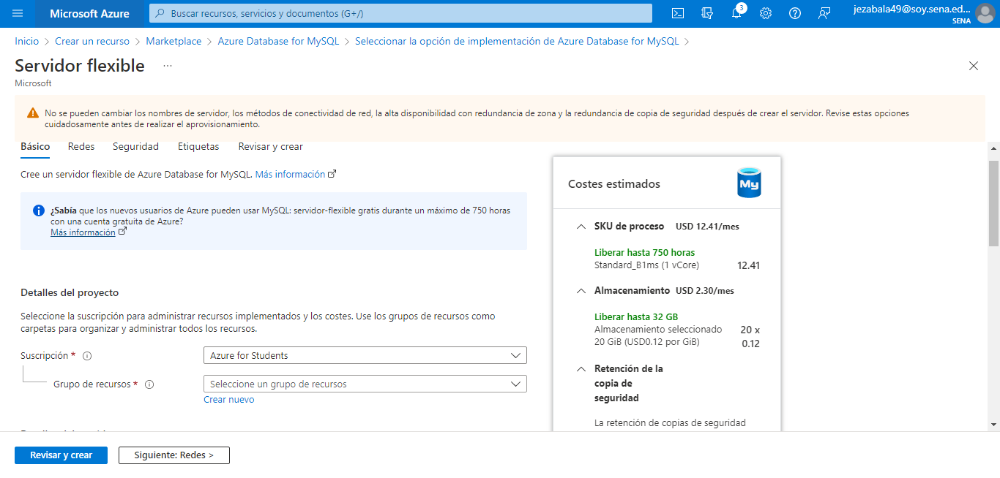 Microsoft Azure
Buscar recursos, servicios y documentos (G+/)
3
jezabala49@soy.sena.ed...
SENA
Inicio > Crear un recurso > Marketplace > Azure Database for MySQL > Seleccionar la opción de implementación de Azure Database for MySQL >
Servidor flexible ...
Microsoft
No se pueden cambiar los nombres de servidor, los métodos de conectividad de red, la alta disponibilidad con redundancia de zona y la redundancia de copia de seguridad después de crear el servidor. Revise estas opciones
cuidadosamente antes de realizar el aprovisionamiento.
Básico Redes Seguridad Etiquetas Revisar y crear
Cree un servidor flexible de Azure Database for MySQL. Más información
¿Sabía que los nuevos usuarios de Azure pueden usar MySQL: servidor-flexible gratis durante un máximo de 750 horas
con una cuenta gratuita de Azure?
Más información
Detalles del proyecto
Seleccione la suscripción para administrar recursos implementados y los costes. Use los grupos de recursos como
carpetas para organizar y administrar todos los recursos.
Suscripción *
Azure for Students
Grupo de recursos *
Seleccione un grupo de recursos
Crear nuevo
Costes estimados
My
SKU de proceso USD 12.41/mes
Liberar hasta 750 horas
Standard_B1ms (1 vCore) 12.41
Almacenamiento USD 2.30/mes
Liberar hasta 32 GB
Almacenamiento seleccionado 20 x
20 GiB (USD0.12 por GiB) 0.12
Retención de la
copia de
seguridad
La retención de copias de seguridad
Revisar y crear
Siguiente: Redes >